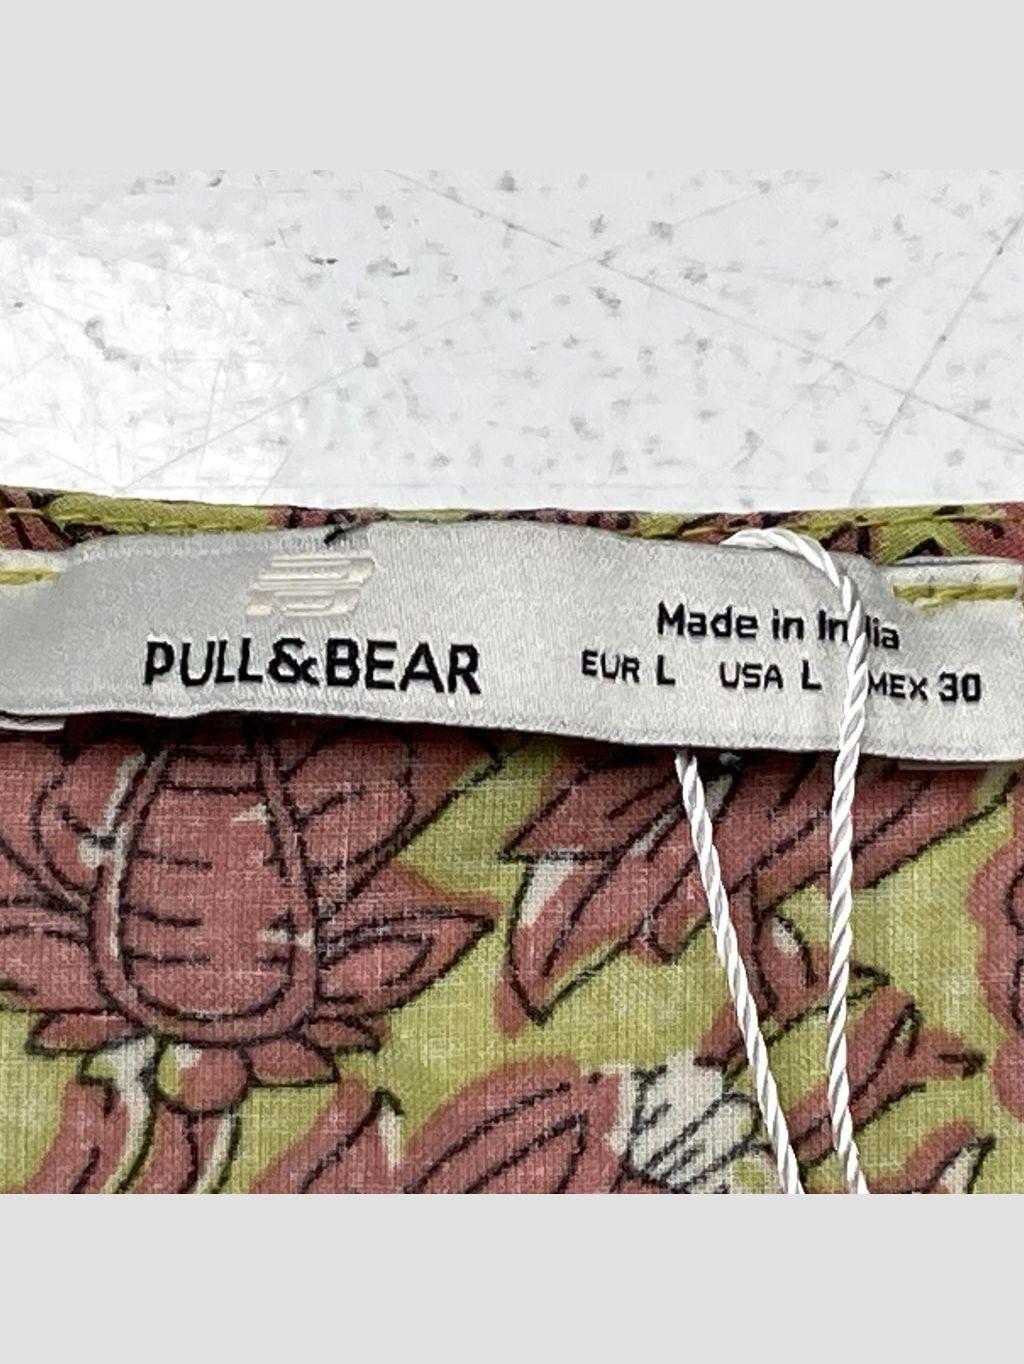 PULL&BEAR
Made in India
EUR L USA L MEX 30